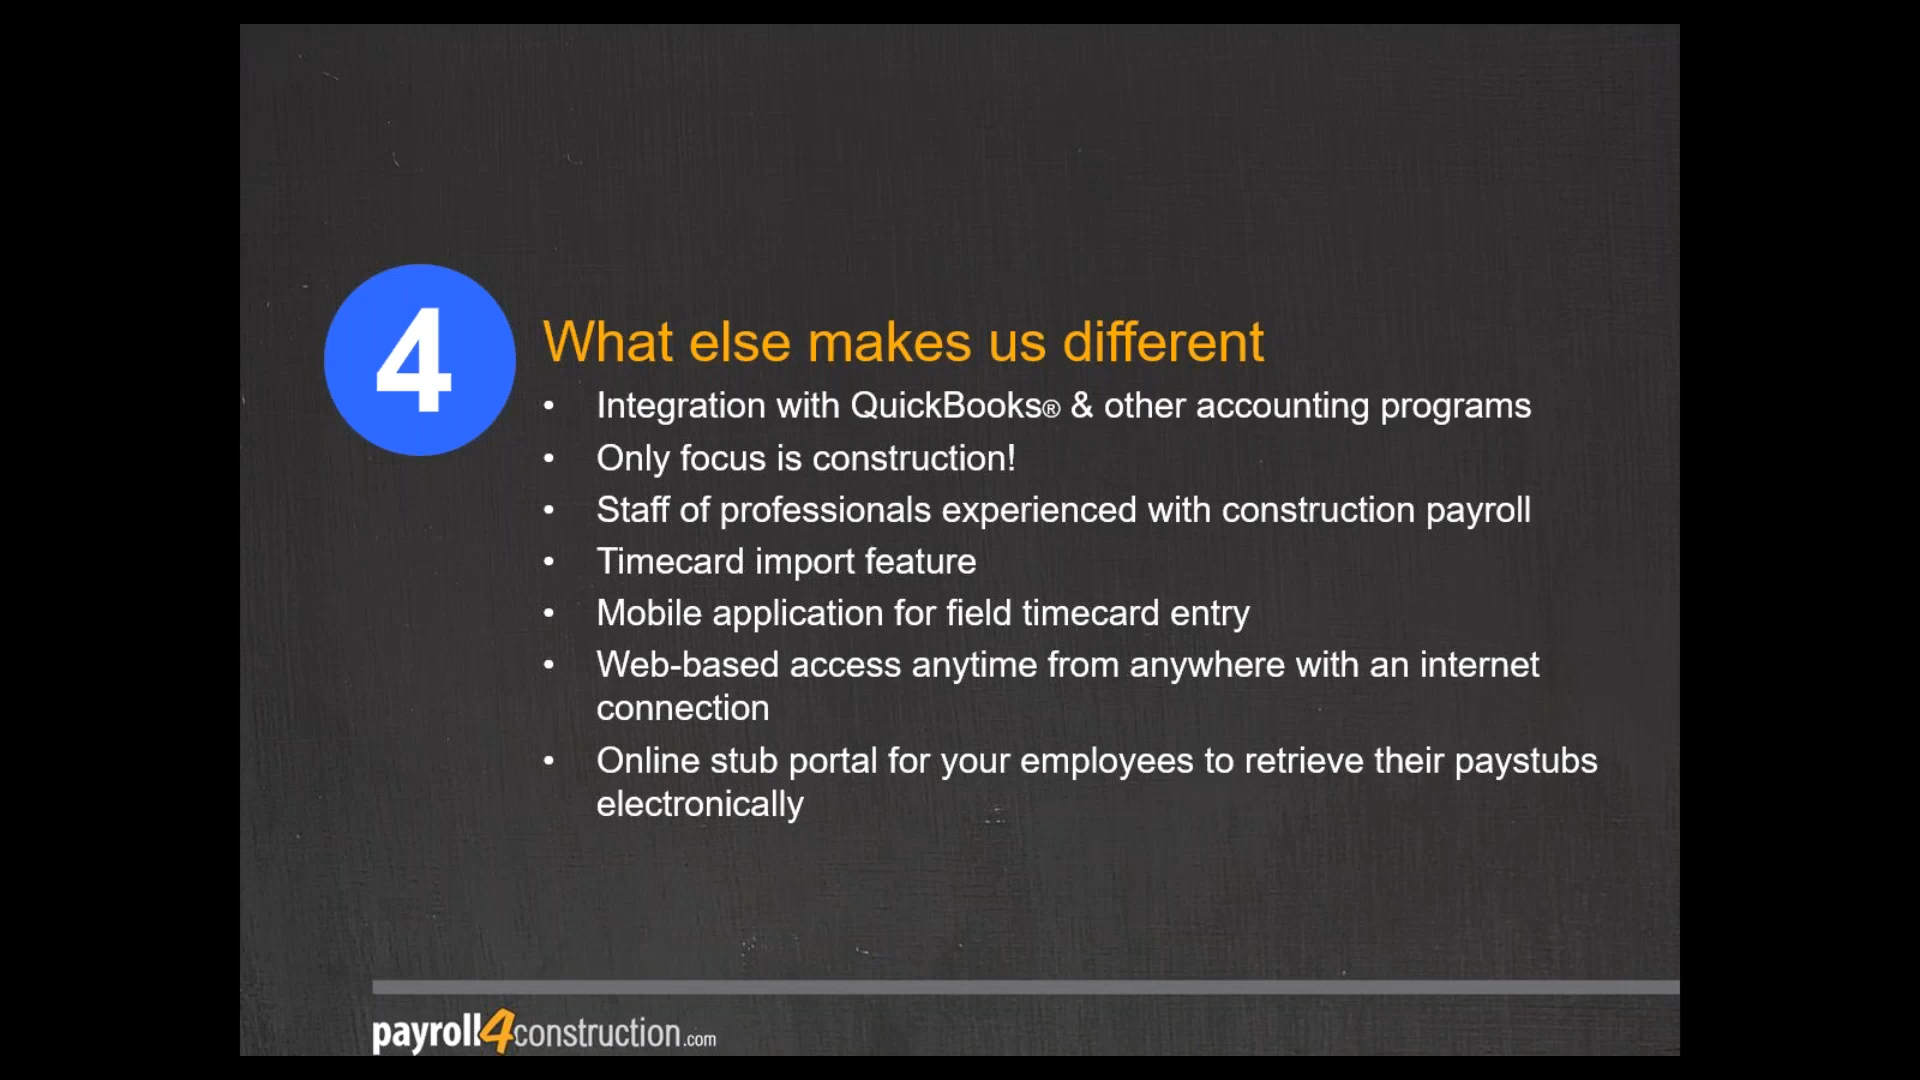 4
What else makes us different
• Integration with QuickBooks® & other accounting programs
• Only focus is construction!
• Staff of professionals experienced with construction payroll
• Timecard import feature
• Mobile application for field timecard entry
• Web-based access anytime from anywhere with an internet
connection
• Online stub portal for your employees to retrieve their paystubs
electronically
payroll4construction.com